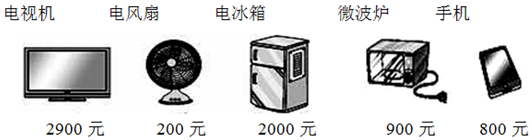 电视机 电风扇 电冰箱 微波炉 手机
2900 元 200 元 2000 元 900 元 800 元